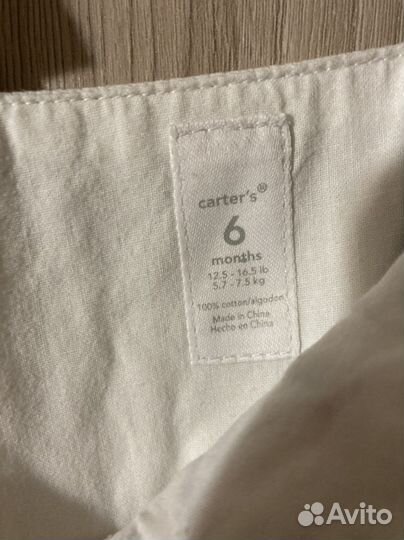 carter's®
6
months
12.5 - 16.5 lb
5.7 - 7.5 kg
100% cotton/algodon
Made in China
Hecho en China
Avito